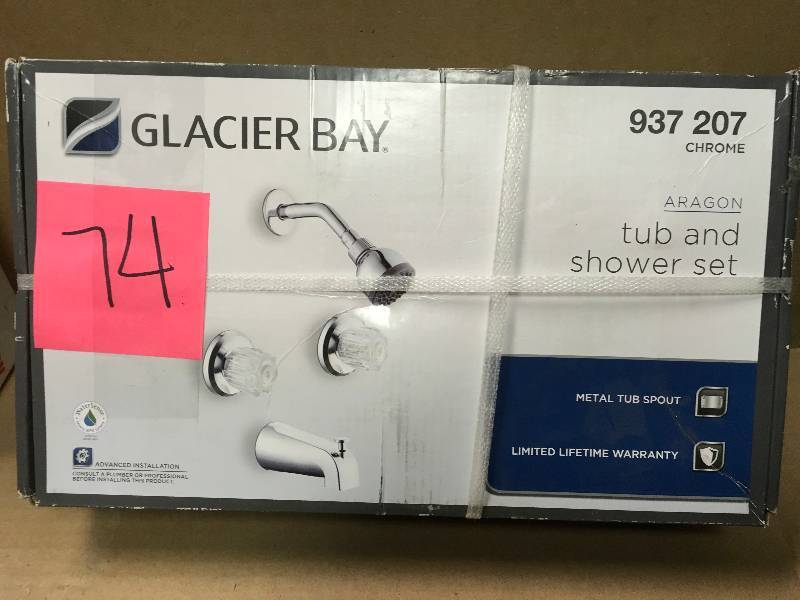 GLACIER BAY®
937 207
CHROME
ARAGON
tub and
shower set
74
METAL TUB SPOUT
LIMITED LIFETIME WARRANTY
WaterSense
ADVANCED INSTALLATION
CONSULT A PLUMBER OR PROFESSIONAL
BEFORE INSTALLING THIS PRODUCT.